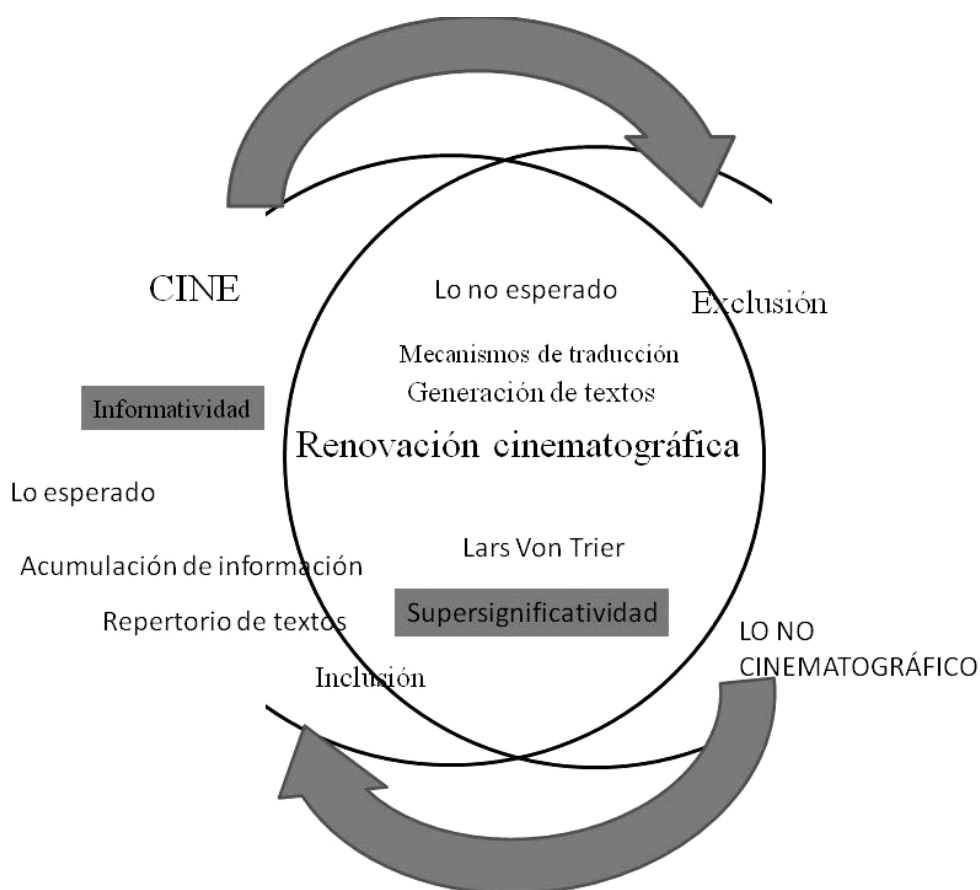 CINE
Lo no esperado
Exclusión
Mecanismos de traducción
Generación de textos
Informatividad
Renovación cinematográfica
Lo esperado
Lars Von Trier
Acumulación de información
Supersignificatividad
Repertorio de textos
LO NO
CINEMATOGRÁFICO
Inclusión